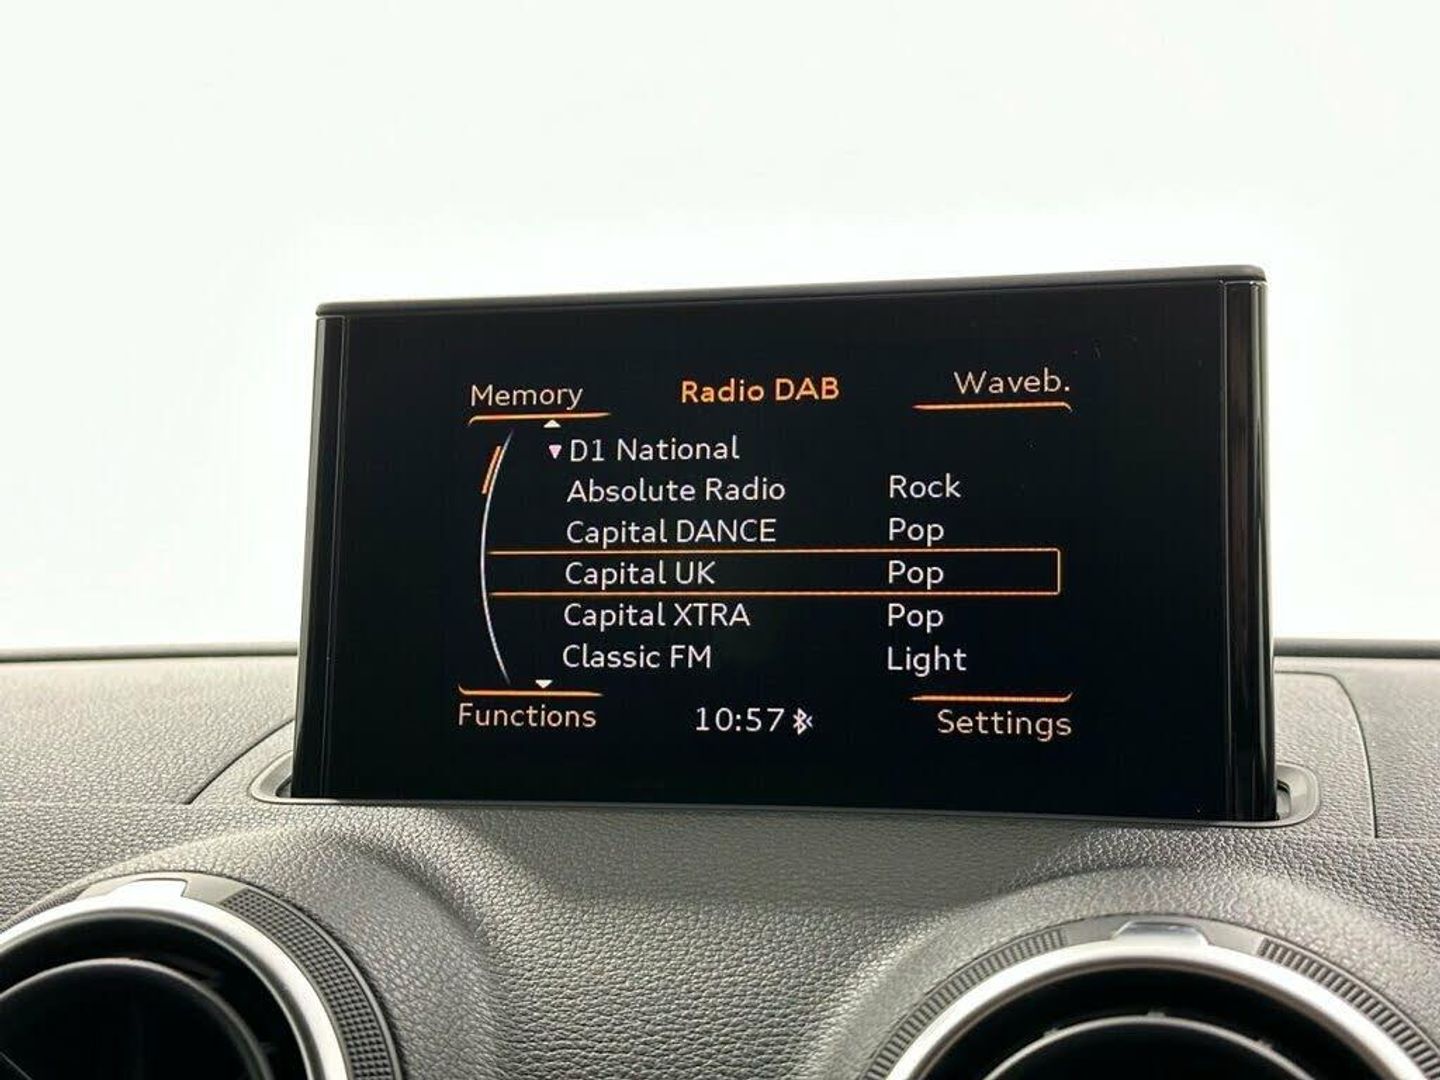 Memory Radio DAB Waveb.
D1 National
Absolute Radio Rock
Capital DANCE Pop
Capital UK Pop
Capital XTRA Pop
Classic FM Light
Functions 10:57 Settings